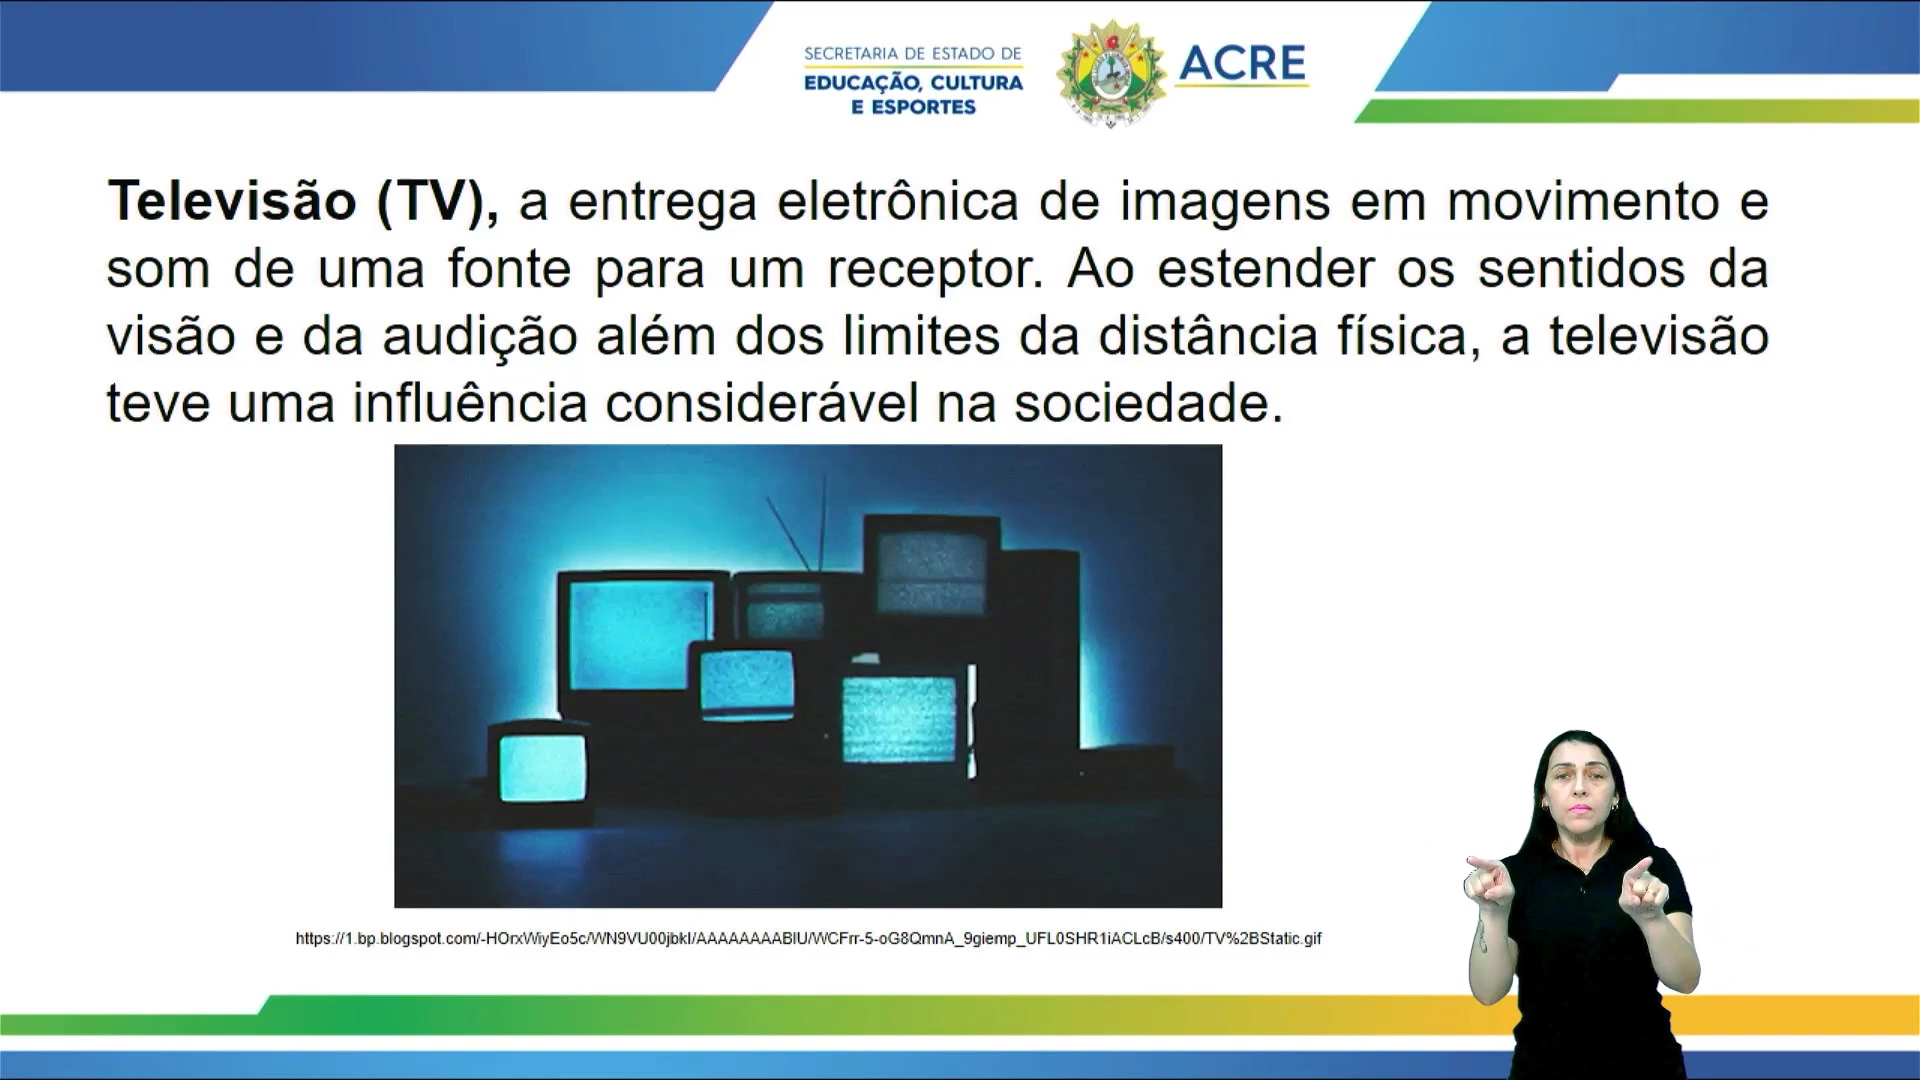 SECRETARIA DE ESTADO DE
EDUCAÇÃO, CULTURA
E ESPORTES
ACRE
Televisão (TV), a entrega eletrônica de imagens em movimento e
som de uma fonte para um receptor. Ao estender os sentidos da
visão e da audição além dos limites da distância física, a televisão
teve uma influência considerável na sociedade.
https://1.bp.blogspot.com/-HOrxWiyEo5c/WN9VU00jbkI/AAAAAAAABlU/WCFrr-5-oG8QmnA_9giemp_UFL0SHR1iACLcB/s400/TV%2BStatic.gif